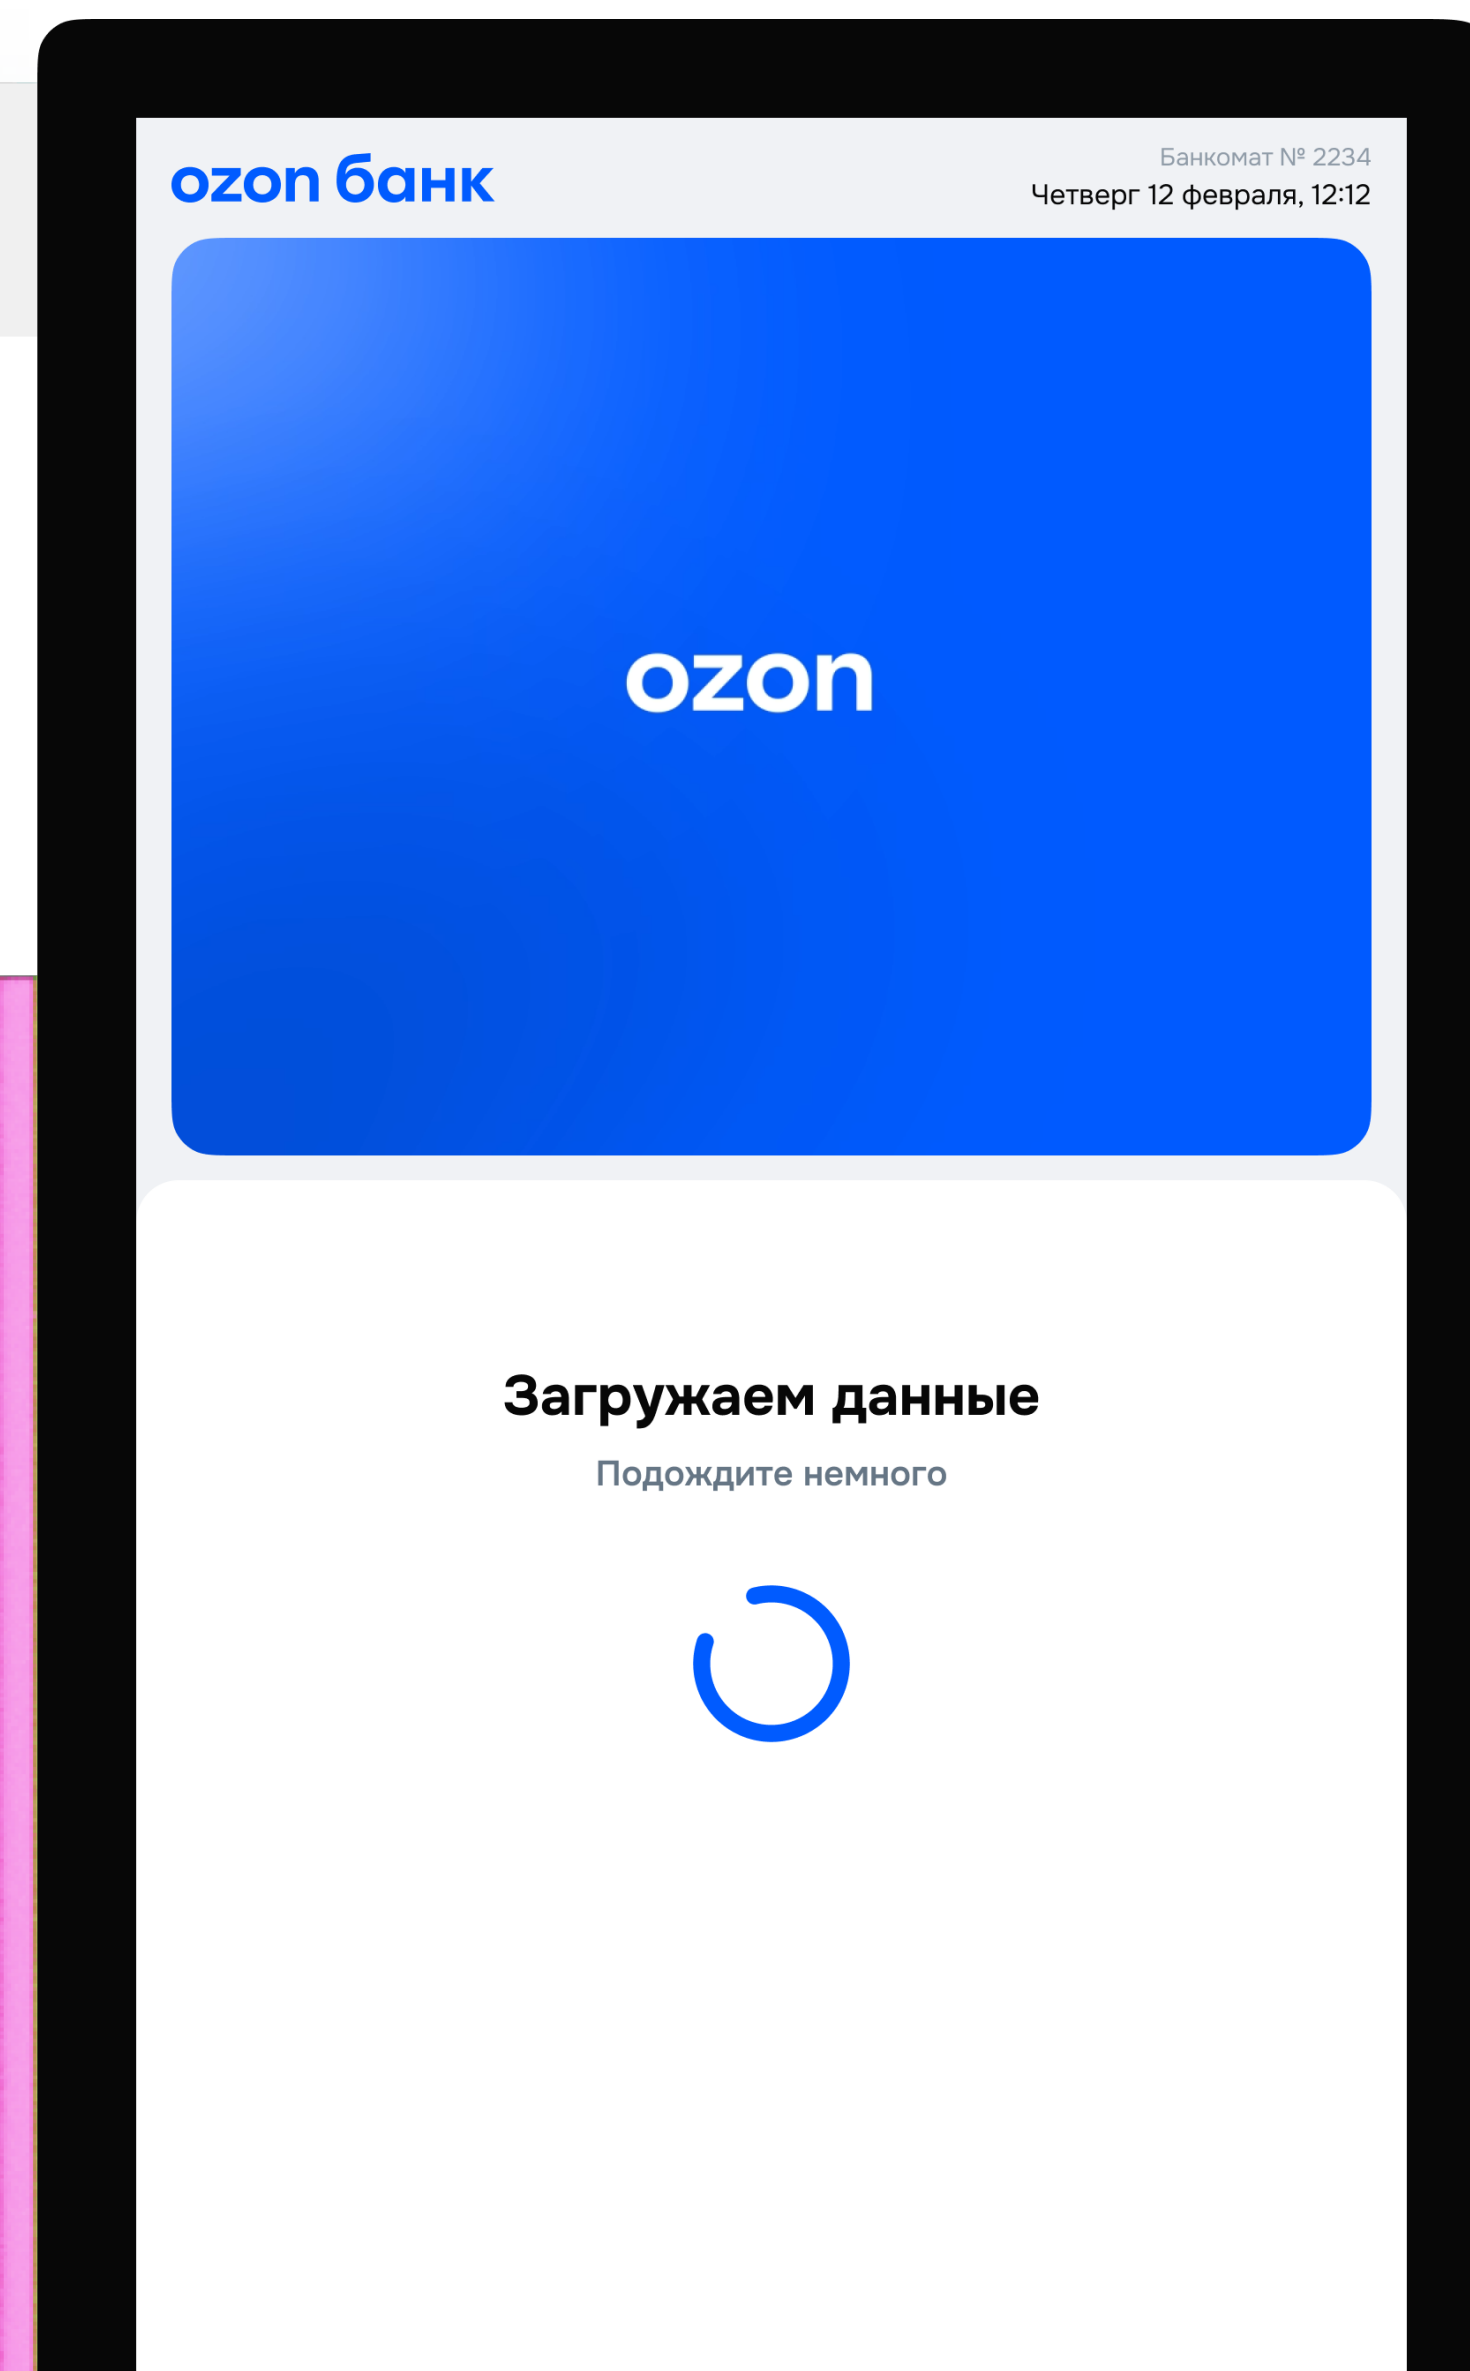 ozon банк
Банкомат № 2234
Четверг 12 февраля, 12:12
ozon
Загружаем данные
Подождите немного